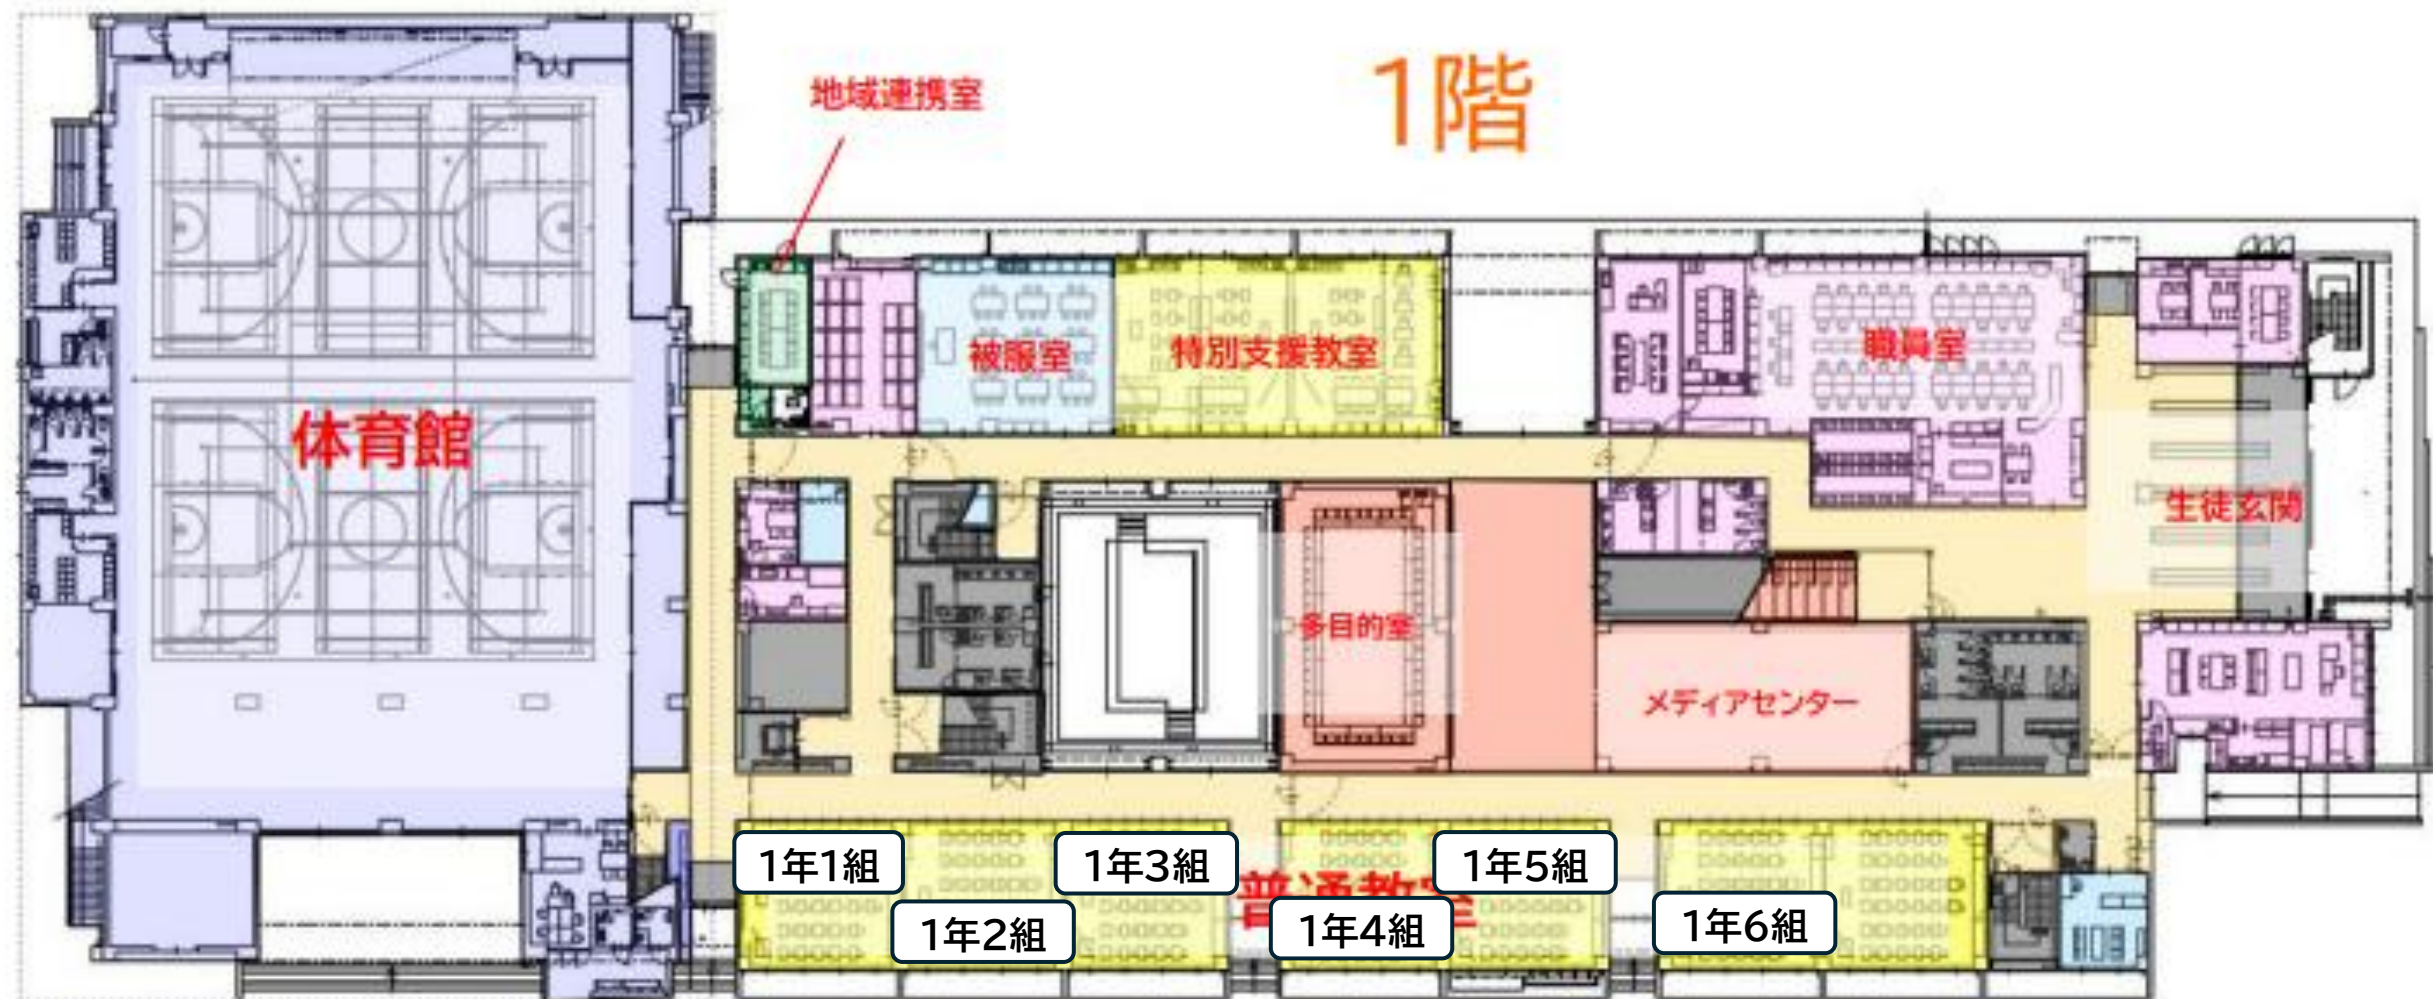 1階
地域連携室
被服室
特別支援教室
職員室
体育館
生徒玄関
多目的室
メディアセンター
1年1組
1年3組
1年5組
普通教室
1年2組
1年4組
1年6組